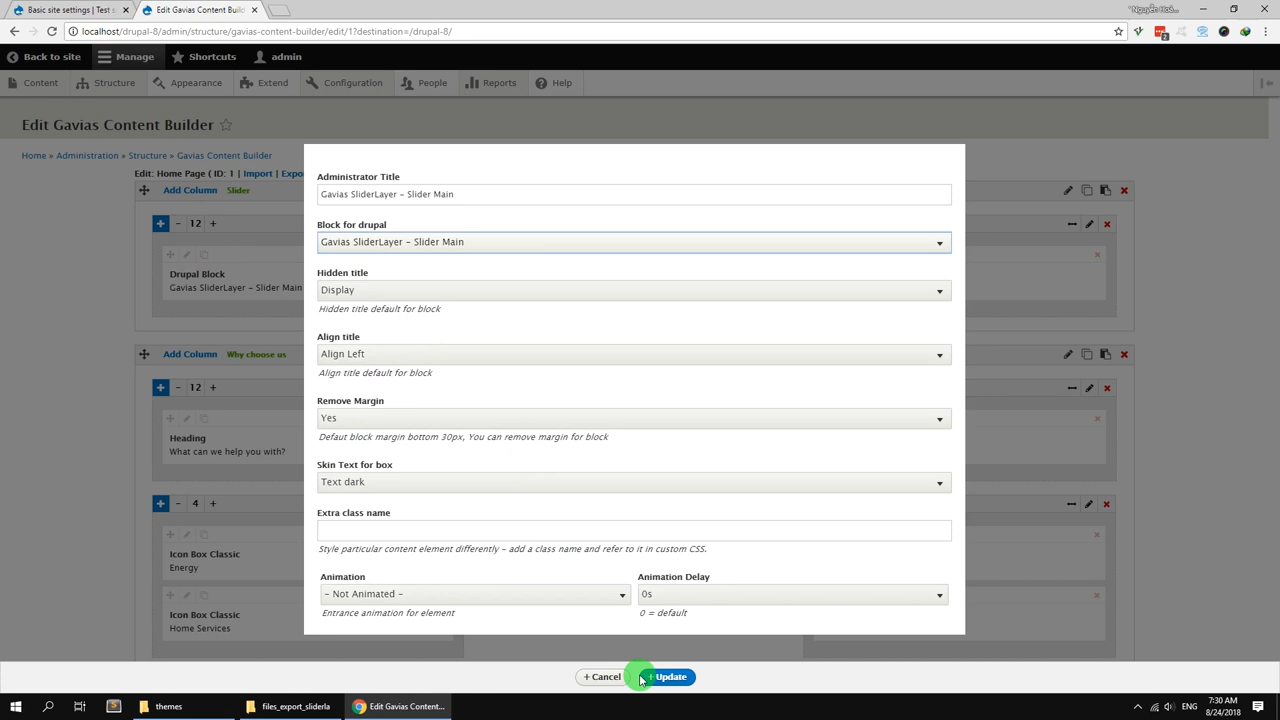 Basic site settings | Test s
Edit Gavias Content Builder
localhost/drupal-8/admin/structure/gavias-content-builder/edit/1?destination=/drupal-8/
2
Back to site
Manage
Shortcuts
admin
Content
Structure
Appearance
Extend
Configuration
People
Reports
Help
Edit Gavias Content Builder
Home » Administration » Structure » Gavias Content Builder
Edit: Home Page ( ID: 1 | Import | Expo
Add Column Slider
- 12 +
Drupal Block
Gavias SliderLayer - Slider Main
Add Column Why choose us
- 12 +
Heading
What can we help you with?
- 4 +
Icon Box Classic
Energy
Icon Box Classic
Home Services
Administrator Title
Gavias SliderLayer - Slider Main
Block for drupal
Gavias SliderLayer - Slider Main
Hidden title
Display
Hidden title default for block
Align title
Align Left
Align title default for block
Remove Margin
Yes
Defaut block margin bottom 30px, You can remove margin for block
Skin Text for box
Text dark
Extra class name
Style particular content element differently - add a class name and refer to it in custom CSS.
Animation
- Not Animated -
Entrance animation for element
Animation Delay
0s
0 = default
+ Cancel
+ Update
themes
files_export_sliderla
Edit Gavias Content...
ENG
7:30 AM
8/24/2018